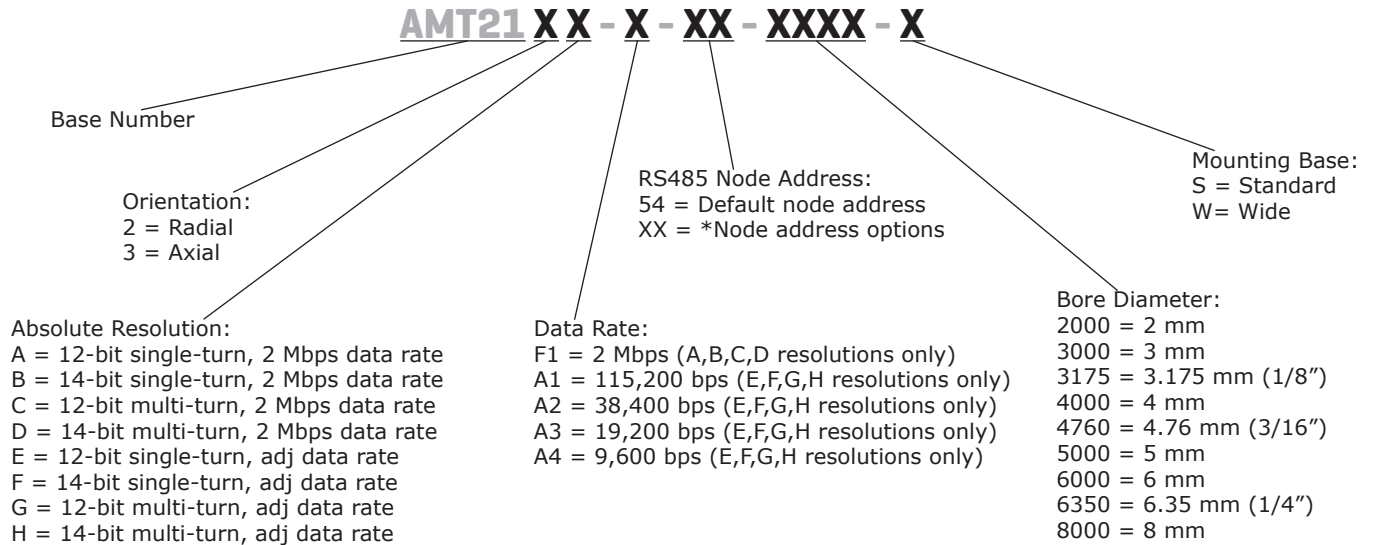 AMT21 X X - X - XX - XXXX - X
Base Number
Orientation:
2 = Radial
3 = Axial
Absolute Resolution:
A = 12-bit single-turn, 2 Mbps data rate
B = 14-bit single-turn, 2 Mbps data rate
C = 12-bit multi-turn, 2 Mbps data rate
D = 14-bit multi-turn, 2 Mbps data rate
E = 12-bit single-turn, adj data rate
F = 14-bit single-turn, adj data rate
G = 12-bit multi-turn, adj data rate
H = 14-bit multi-turn, adj data rate
Data Rate:
F1 = 2 Mbps (A,B,C,D resolutions only)
A1 = 115,200 bps (E,F,G,H resolutions only)
A2 = 38,400 bps (E,F,G,H resolutions only)
A3 = 19,200 bps (E,F,G,H resolutions only)
A4 = 9,600 bps (E,F,G,H resolutions only)
RS485 Node Address:
54 = Default node address
XX = *Node address options
Bore Diameter:
2000 = 2 mm
3000 = 3 mm
3175 = 3.175 mm (1/8″)
4000 = 4 mm
4760 = 4.76 mm (3/16″)
5000 = 5 mm
6000 = 6 mm
6350 = 6.35 mm (1/4″)
8000 = 8 mm
Mounting Base:
S = Standard
W= Wide